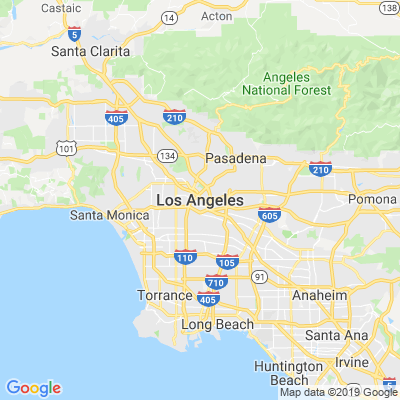 Castaic
Acton
14
138
5
Santa Clarita
Angeles
National Forest
405
210
101
134
Pasadena
210
Pomona
Los Angeles
Santa Monica
605
110
105
91
710
Torrance
405
Anaheim
Long Beach
Santa Ana
Huntington
Beach
Irvine
5
Google
Map data ©2019 Google